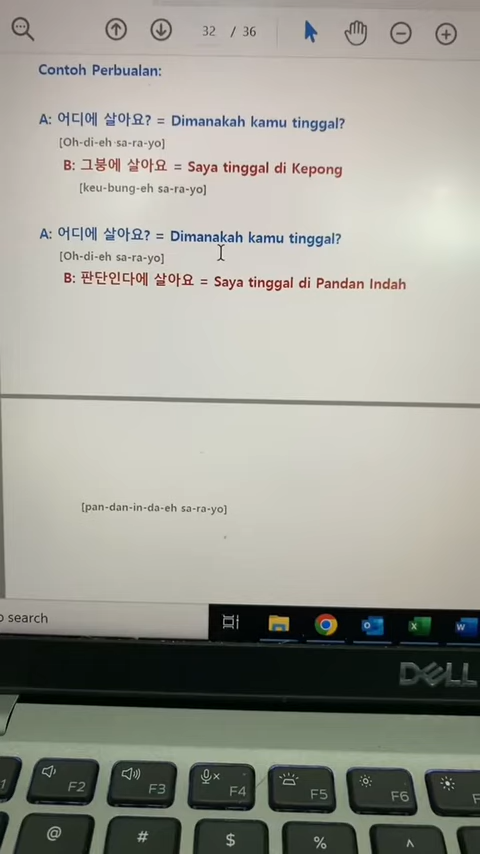 32 / 36
Contoh Perbualan:
A: 어디에 살아요? = Dimanakah kamu tinggal?
[Oh-di-eh sa-ra-yo]
B: 그붕에 살아요 = Saya tinggal di Kepong
[keu-bung-eh sa-ra-yo]
A: 어디에 살아요? = Dimanakah kamu tinggal?
[Oh-di-eh sa-ra-yo]
B: 판단인다에 살아요 = Saya tinggal di Pandan Indah
[pan-dan-in-da-eh sa-ra-yo]
search
DELL
F2 F3 F4 F5 F6
@ # $ % ^